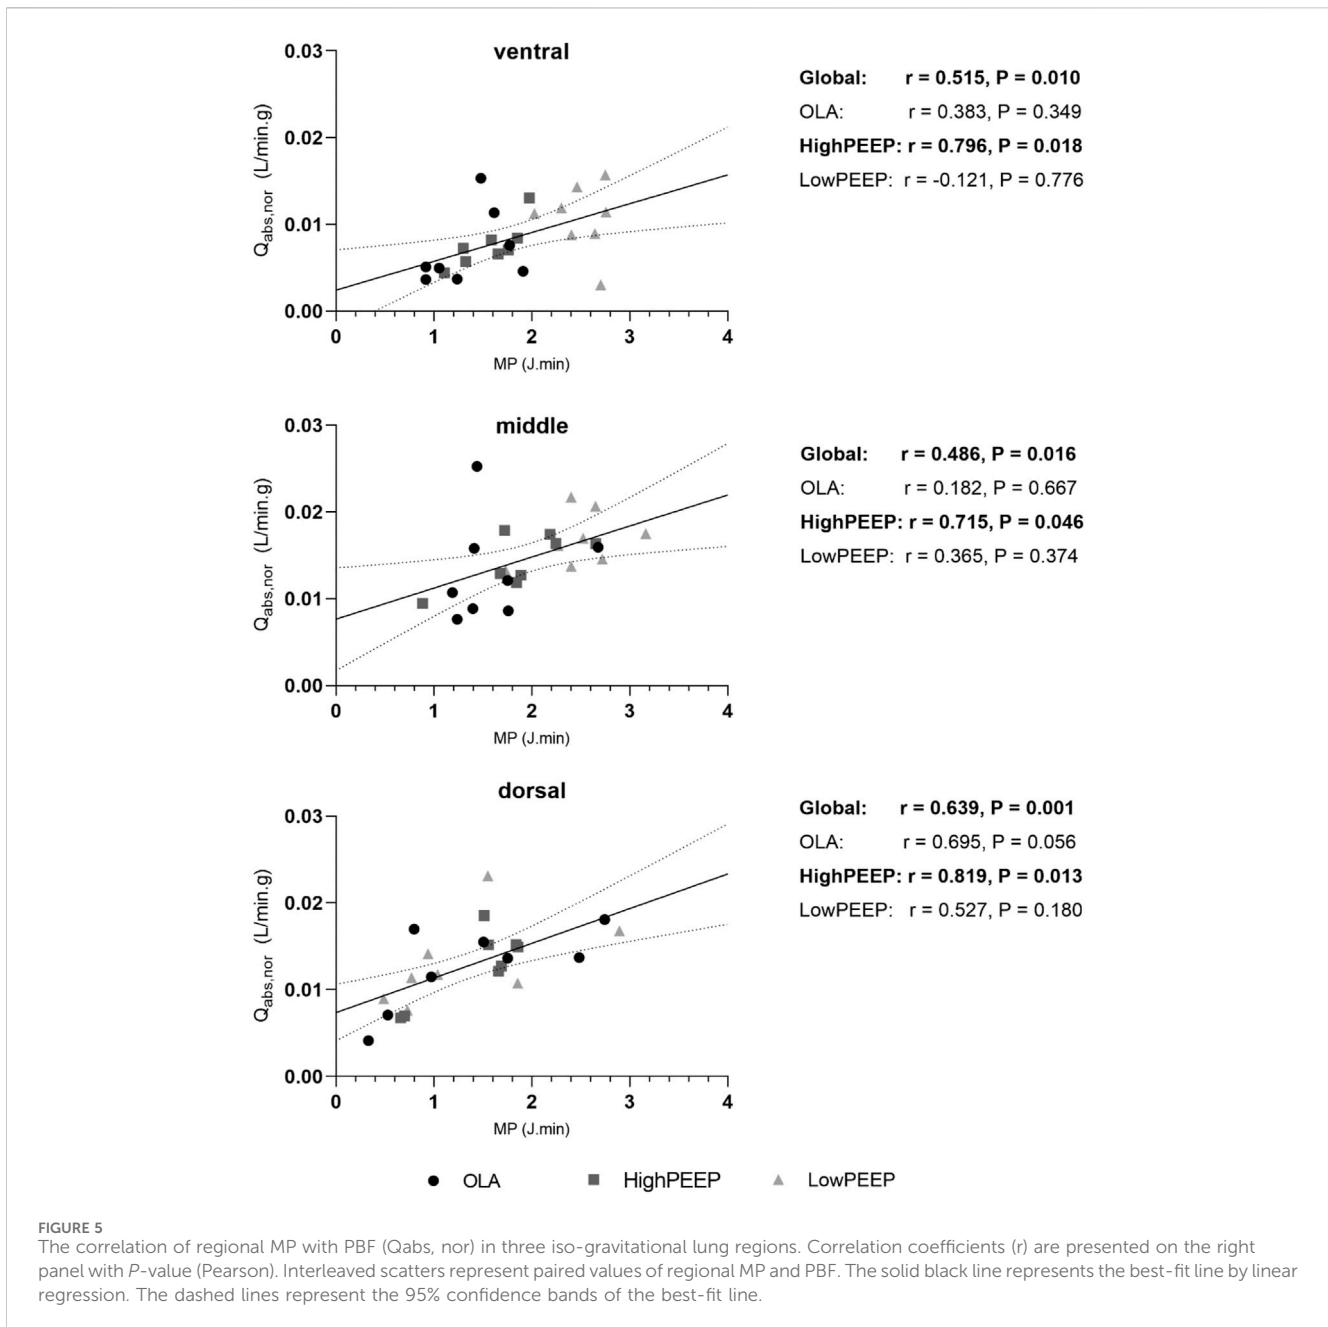 ventral
0.03
0.02
0.01
0.00
Qabs,nor (L/min.g)
0 1 2 3 4
MP (J.min)
Global: r = 0.515, P = 0.010
OLA: r = 0.383, P = 0.349
HighPEEP: r = 0.796, P = 0.018
LowPEEP: r = -0.121, P = 0.776
middle
0.03
0.02
0.01
0.00
Qabs,nor (L/min.g)
0 1 2 3 4
MP (J.min)
Global: r = 0.486, P = 0.016
OLA: r = 0.182, P = 0.667
HighPEEP: r = 0.715, P = 0.046
LowPEEP: r = 0.365, P = 0.374
dorsal
0.03
0.02
0.01
0.00
Qabs,nor (L/min.g)
0 1 2 3 4
MP (J.min)
Global: r = 0.639, P = 0.001
OLA: r = 0.695, P = 0.056
HighPEEP: r = 0.819, P = 0.013
LowPEEP: r = 0.527, P = 0.180
OLA HighPEEP LowPEEP
FIGURE 5
The correlation of regional MP with PBF (Qabs, nor) in three iso-gravitational lung regions. Correlation coefficients (r) are presented on the right
panel with P-value (Pearson). Interleaved scatters represent paired values of regional MP and PBF. The solid black line represents the best-fit line by linear
regression. The dashed lines represent the 95% confidence bands of the best-fit line.